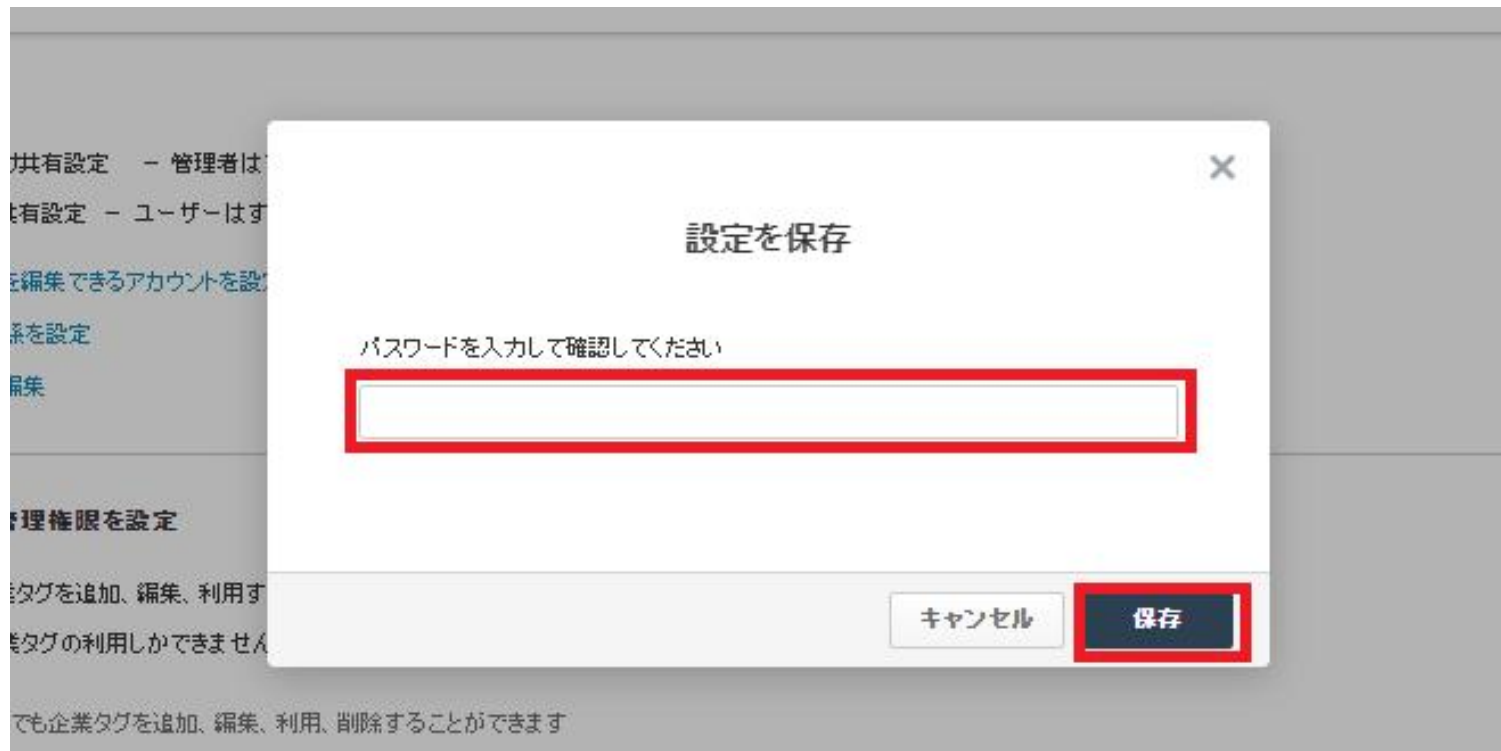 共有設定 － 管理者は
有設定 － ユーザーはす
編集できるアカウントを設
を設定
集
設定を保存
パスワードを入力して確認してください
理権限を設定
タグを追加、編集、利用す
タグの利用しかできません
キャンセル
保存
でも企業タグを追加、編集、利用、削除することができます